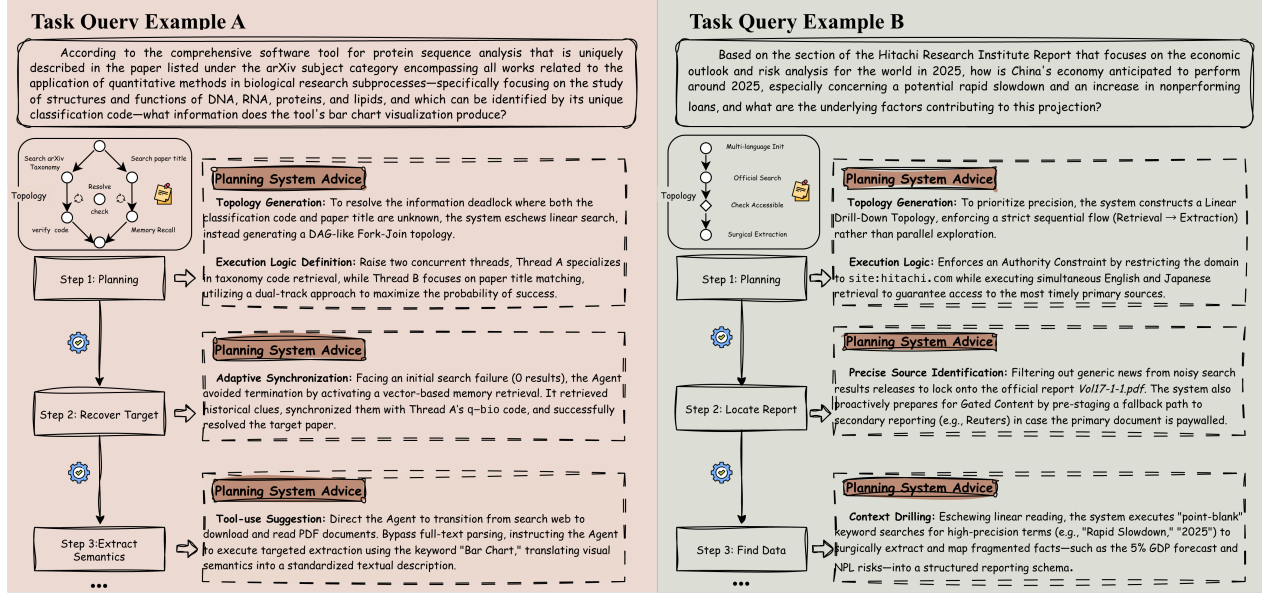 Task Query Example A
According to the comprehensive software tool for protein sequence analysis that is uniquely
described in the paper listed under the arXiv subject category encompassing all works related to the
application of quantitative methods in biological research subprocesses—specifically focusing on the study
of structures and functions of DNA, RNA, proteins, and lipids, and which can be identified by its unique
classification code—what information does the tool's bar chart visualization produce?
Search arXiv
Taxonomy
Search paper title
Topology
Resolve
check
verify code
Memory Recall
Planning System Advice
Topology Generation: To resolve the information deadlock where both the
classification code and paper title are unknown, the system eschews linear search,
instead generating a DAG-like Fork-Join topology.
Execution Logic Definition: Raise two concurrent threads, Thread A specializes
in taxonomy code retrieval, while Thread B focuses on paper title matching,
utilizing a dual-track approach to maximize the probability of success.
Step 1: Planning
Planning System Advice
Adaptive Synchronization: Facing an initial search failure (0 results), the Agent
avoided termination by activating a vector-based memory retrieval. It retrieved
historical clues, synchronized them with Thread A's q-bio code, and successfully
resolved the target paper.
Step 2: Recover Target
Planning System Advice
Tool-use Suggestion: Direct the Agent to transition from search web to
download and read PDF documents. Bypass full-text parsing, instructing the Agent
to execute targeted extraction using the keyword "Bar Chart," translating visual
semantics into a standardized textual description.
Step 3:Extract
Semantics
•••
Task Query Example B
Based on the section of the Hitachi Research Institute Report that focuses on the economic
outlook and risk analysis for the world in 2025, how is China's economy anticipated to perform
around 2025, especially concerning a potential rapid slowdown and an increase in nonperforming
loans, and what are the underlying factors contributing to this projection?
Multi-language Init
Official Search
Topology
Check Accessible
Surgical Extraction
Planning System Advice
Topology Generation: To prioritize precision, the system constructs a Linear
Drill-Down Topology, enforcing a strict sequential flow (Retrieval → Extraction)
rather than parallel exploration.
Execution Logic: Enforces an Authority Constraint by restricting the domain
to site:hitachi.com while executing simultaneous English and Japanese
retrieval to guarantee access to the most timely primary sources.
Step 1: Planning
Planning System Advice
Precise Source Identification: Filtering out generic news from noisy search
results releases to lock onto the official report Vol17-1-1.pdf. The system also
proactively prepares for Gated Content by pre-staging a fallback path to
secondary reporting (e.g., Reuters) in case the primary document is paywalled.
Step 2: Locate Report
Planning System Advice
Context Drilling: Eschewing linear reading, the system executes "point-blank"
keyword searches for high-precision terms (e.g., "Rapid Slowdown," "2025") to
surgically extract and map fragmented facts—such as the 5% GDP forecast and
NPL risks—into a structured reporting schema.
Step 3: Find Data
•••